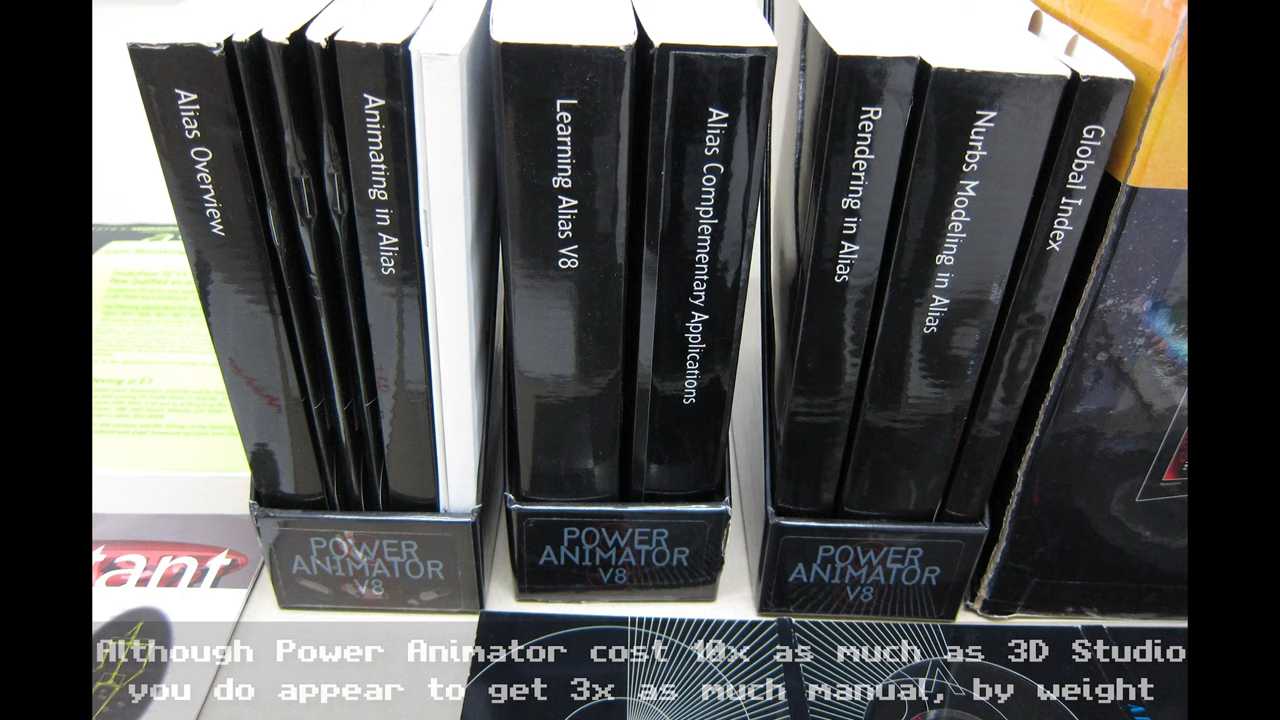 Alias Overview
Animating in Alias
Learning Alias V8
Alias Complementary Applications
Rendering in Alias
Nurbs Modeling in Alias
Global Index
POWER
ANIMATOR
V8
POWER
ANIMATOR
V8
POWER
ANIMATOR
V8
tant
Although Power Animator cost 10x as much as 3D Studio
you do appear to get 3x as much manual, by weight